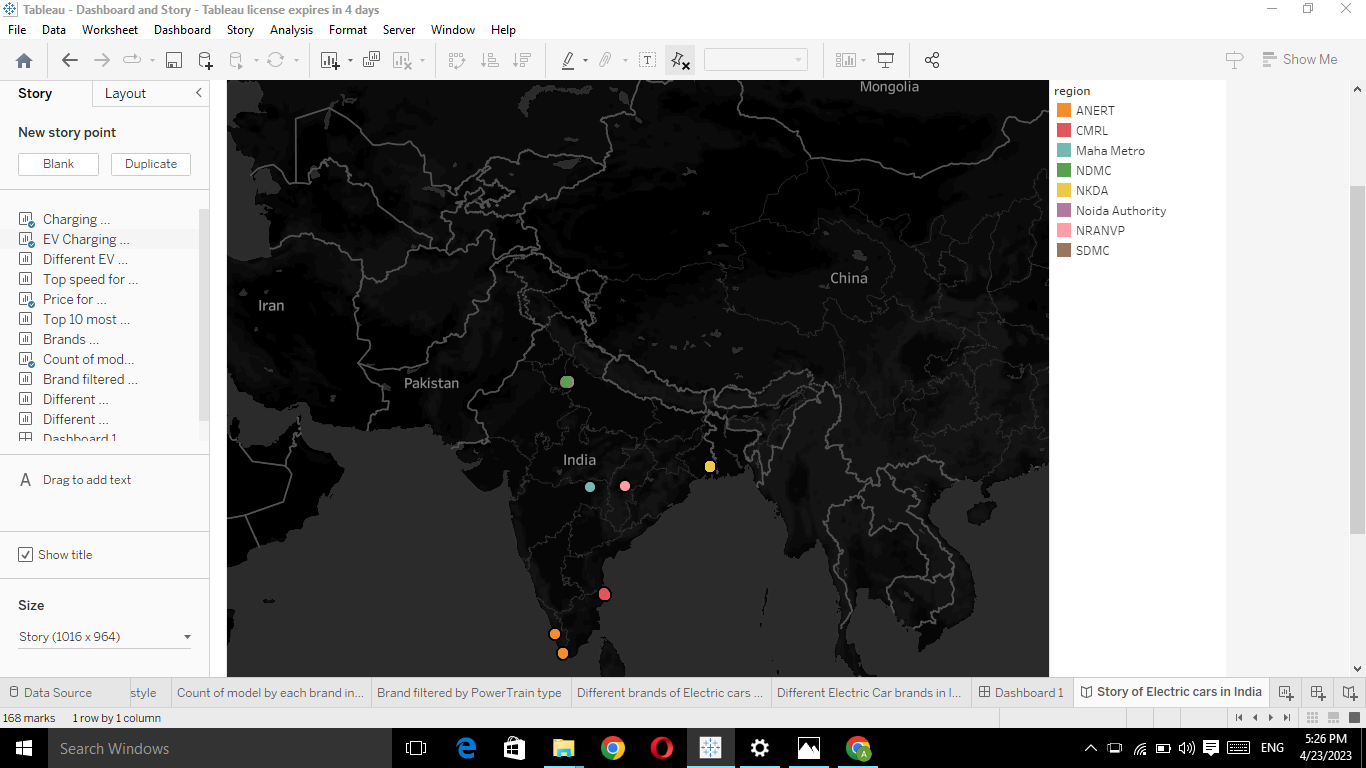 Tableau - Dashboard and Story - Tableau license expires in 4 days
File Data Worksheet Dashboard Story Analysis Format Server Window Help
Show Me
Story Layout
New story point
Blank Duplicate
Charging ...
EV Charging ...
Different EV ...
Top speed for ...
Price for ...
Top 10 most ...
Brands ...
Count of mod...
Brand filtered ...
Different ...
Different ...
Dashboard 1
A Drag to add text
Show title
Size
Story (1016 x 964)
Mongolia
China
Iran
Pakistan
India
region
ANERT
CMRL
Maha Metro
NDMC
NKDA
Noida Authority
NRANVP
SDMC
Data Source style Count of model by each brand in... Brand filtered by PowerTrain type Different brands of Electric cars ... Different Electric Car brands in I... Dashboard 1 Story of Electric cars in India
168 marks 1 row by 1 column
Search Windows
ENG
5:26 PM
4/23/2023